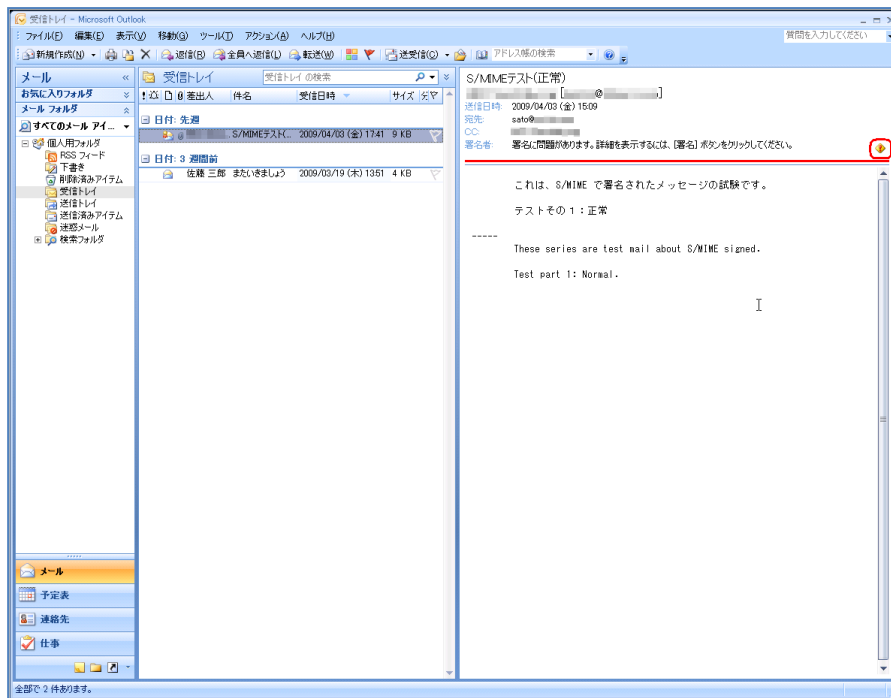 受信トレイ - Microsoft Outlook
ファイル(F) 編集(E) 表示(V) 移動(G) ツール(T) アクション(A) ヘルプ(H) 質問を入力してください
新規作成(N) 返信(R) 全員へ返信(L) 転送(W) 送受信(C) アドレス帳の検索
メール
お気に入りフォルダ
メール フォルダ
すべてのメール アイ...
個人用フォルダ
RSS フィード
下書き
削除済みアイテム
受信トレイ
送信トレイ
送信済みアイテム
迷惑メール
検索フォルダ
メール
予定表
連絡先
仕事
受信トレイ 受信トレイ の検索
差出人 件名 受信日時 サイズ 分
日付: 先週
S/MIMEテスト(... 2009/04/03 (金) 17:41 9 KB
日付: 3 週間前
佐藤 三郎 またいきましょう 2009/03/19 (木) 13:51 4 KB
S/MIMEテスト(正常)
[ @ ]
送信日時: 2009/04/03 (金) 15:09
宛先: sato@
CC:
署名者: 署名に問題があります。詳細を表示するには、[署名] ボタンをクリックしてください。
これは、S/MIME で署名されたメッセージの試験です。
テストその1:正常
-----
These series are test mail about S/MIME signed.
Test part 1: Normal.
全部で 2 件あります。